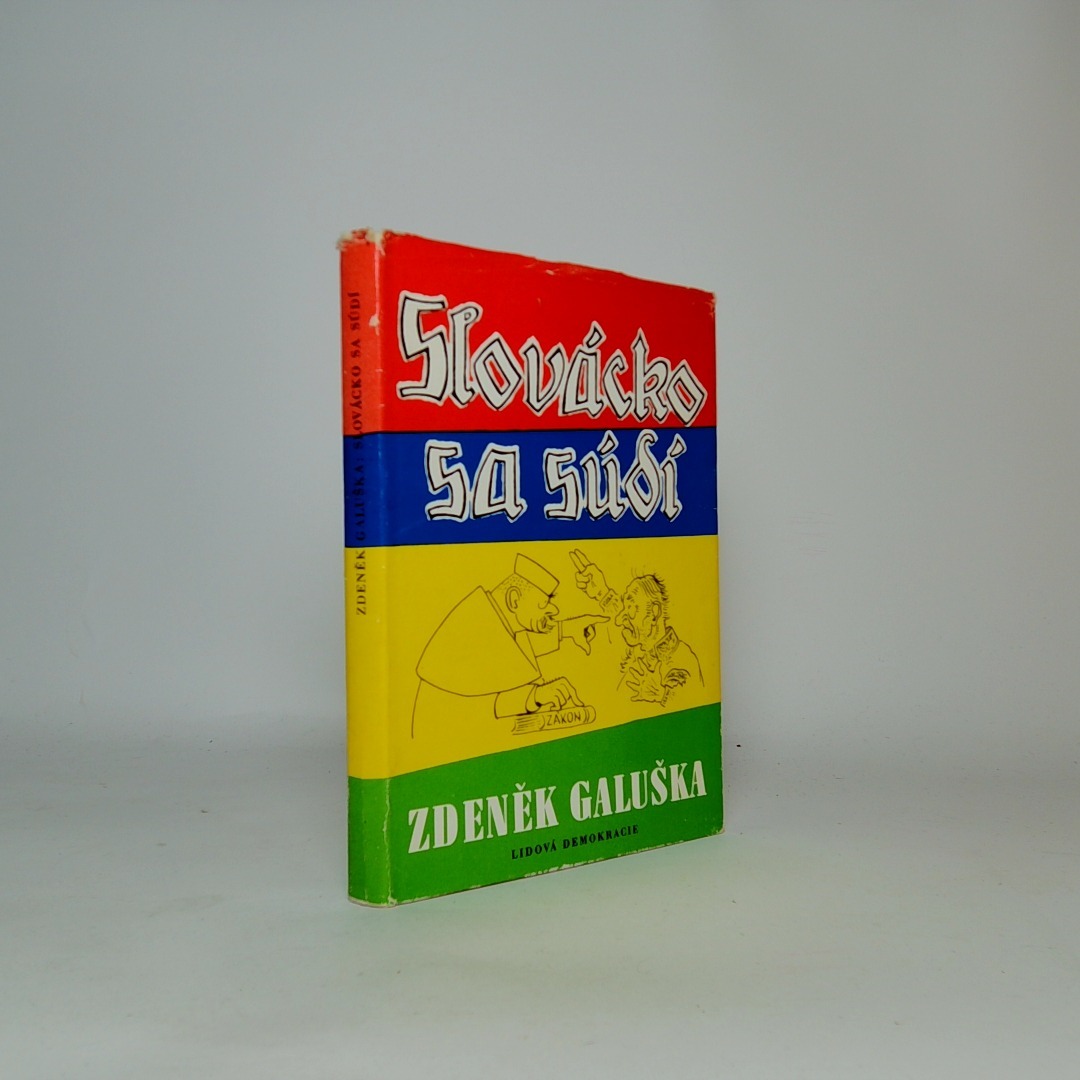 ZDENĚK GALUŠKA: SLOVÁCKO SA SÚDÍ
Slovácko
sa súdí
ZÁKON
ZDENĚK GALUŠKA
LIDOVÁ DEMOKRACIE